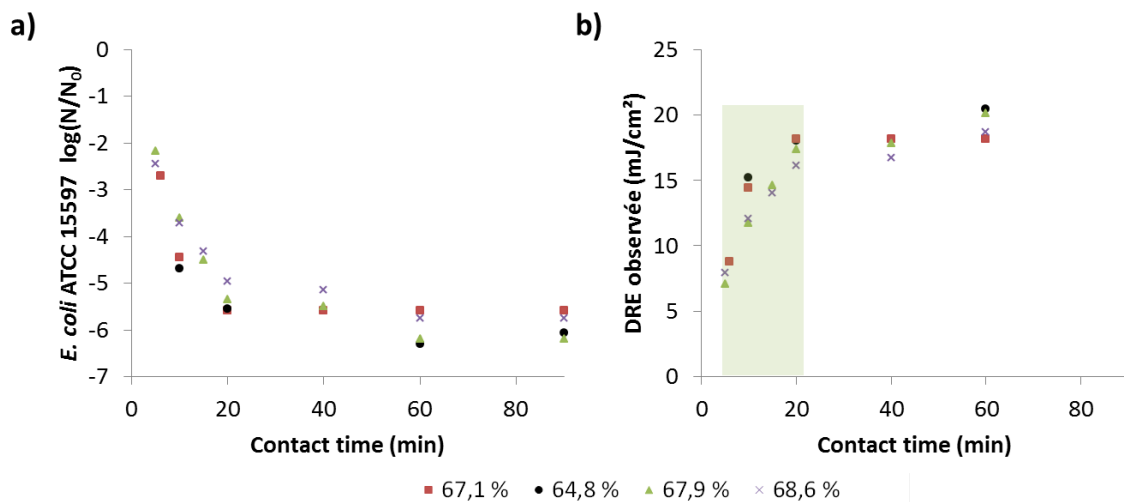 a)
E. coli ATCC 15597 log(N/N₀)
0
-1
-2
-3
-4
-5
-6
-7
0 20 40 60 80
Contact time (min)
b)
DRE observée (mJ/cm²)
25
20
15
10
5
0
0 20 40 60 80
Contact time (min)
67,1 % 64,8 % 67,9 % 68,6 %